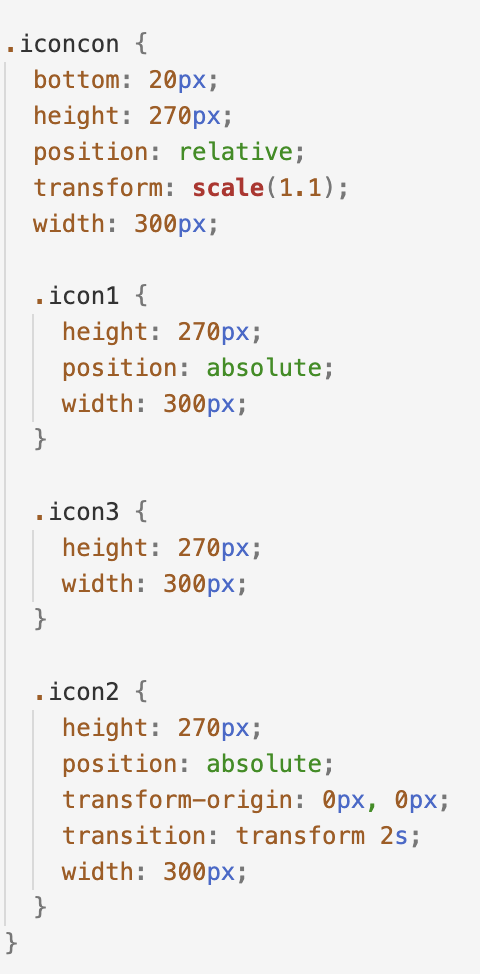 .iconcon {
  bottom: 20px;
  height: 270px;
  position: relative;
  transform: scale(1.1);
  width: 300px;

  .icon1 {
    height: 270px;
    position: absolute;
    width: 300px;
  }

  .icon3 {
    height: 270px;
    width: 300px;
  }

  .icon2 {
    height: 270px;
    position: absolute;
    transform-origin: 0px, 0px;
    transition: transform 2s;
    width: 300px;
  }
}